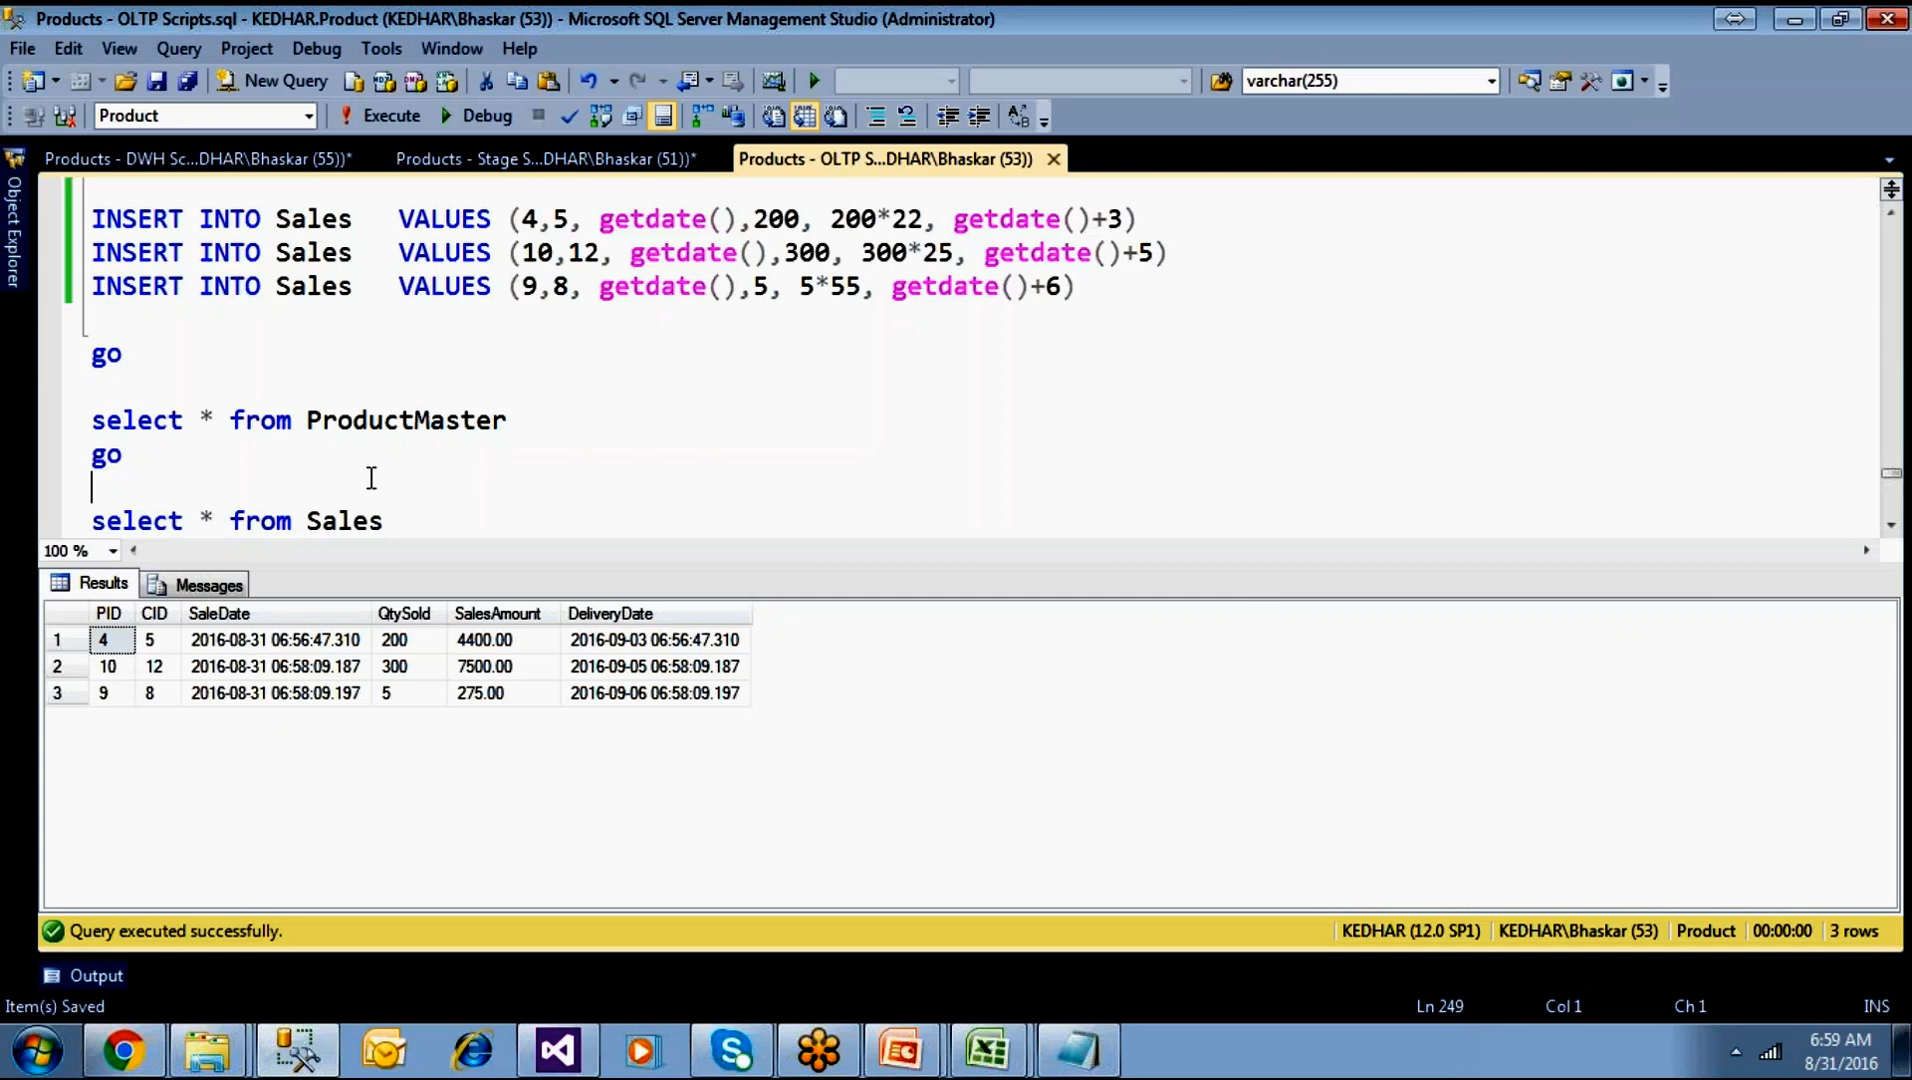 Products - OLTP Scripts.sql - KEDHAR.Product (KEDHAR\Bhaskar (53)) - Microsoft SQL Server Management Studio (Administrator)
File Edit View Query Project Debug Tools Window Help
New Query varchar(255)
Product Execute Debug
Products - DWH Sc...DHAR\Bhaskar (55))* Products - Stage S...DHAR\Bhaskar (51))* Products - OLTP S...DHAR\Bhaskar (53))
Object Explorer
INSERT INTO Sales VALUES (4,5, getdate(),200, 200*22, getdate()+3)
INSERT INTO Sales VALUES (10,12, getdate(),300, 300*25, getdate()+5)
INSERT INTO Sales VALUES (9,8, getdate(),5, 5*55, getdate()+6)
go
select * from ProductMaster
go
select * from Sales
100 %
Results Messages
PID CID SaleDate QtySold SalesAmount DeliveryDate
1 4 5 2016-08-31 06:56:47.310 200 4400.00 2016-09-03 06:56:47.310
2 10 12 2016-08-31 06:58:09.187 300 7500.00 2016-09-05 06:58:09.187
3 9 8 2016-08-31 06:58:09.197 5 275.00 2016-09-06 06:58:09.197
Query executed successfully. KEDHAR (12.0 SP1) KEDHAR\Bhaskar (53) Product 00:00:00 3 rows
Output
Item(s) Saved Ln 249 Col 1 Ch 1 INS
6:59 AM
8/31/2016